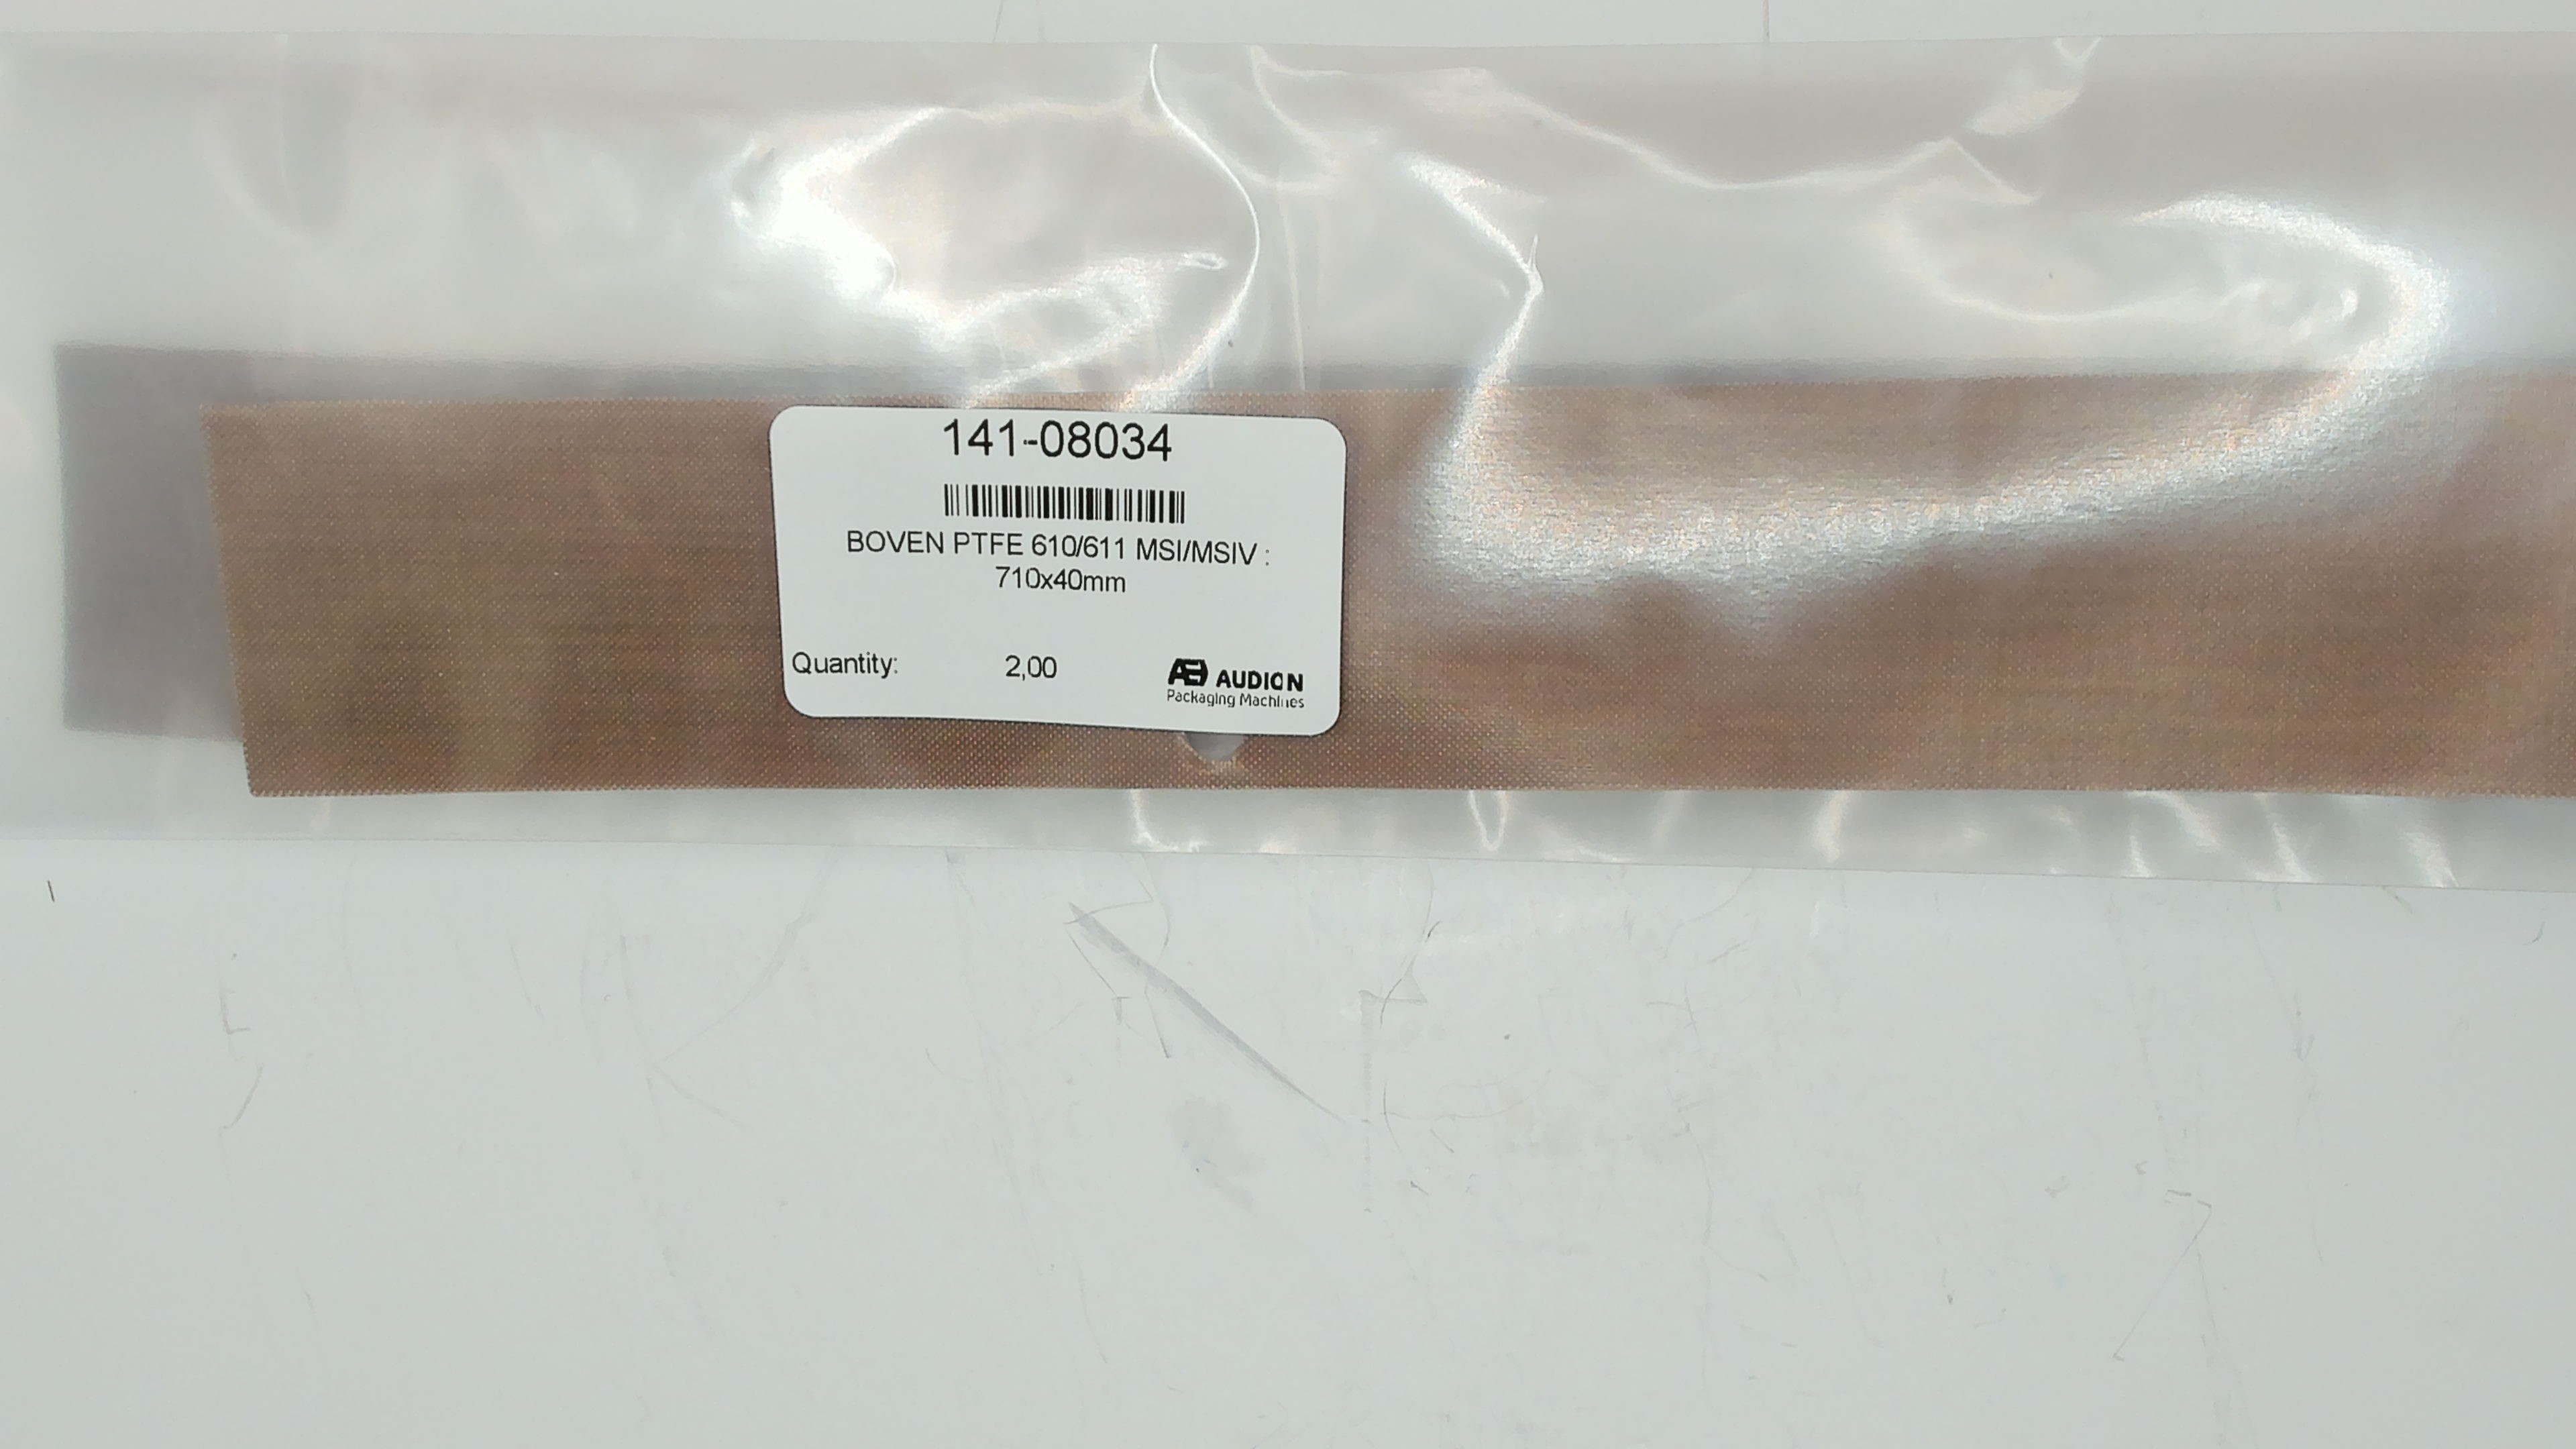 141-08034
BOVEN PTFE 610/611 MSI/MSIV :
710x40mm
Quantity: 2,00
AUDION
Packaging Machines